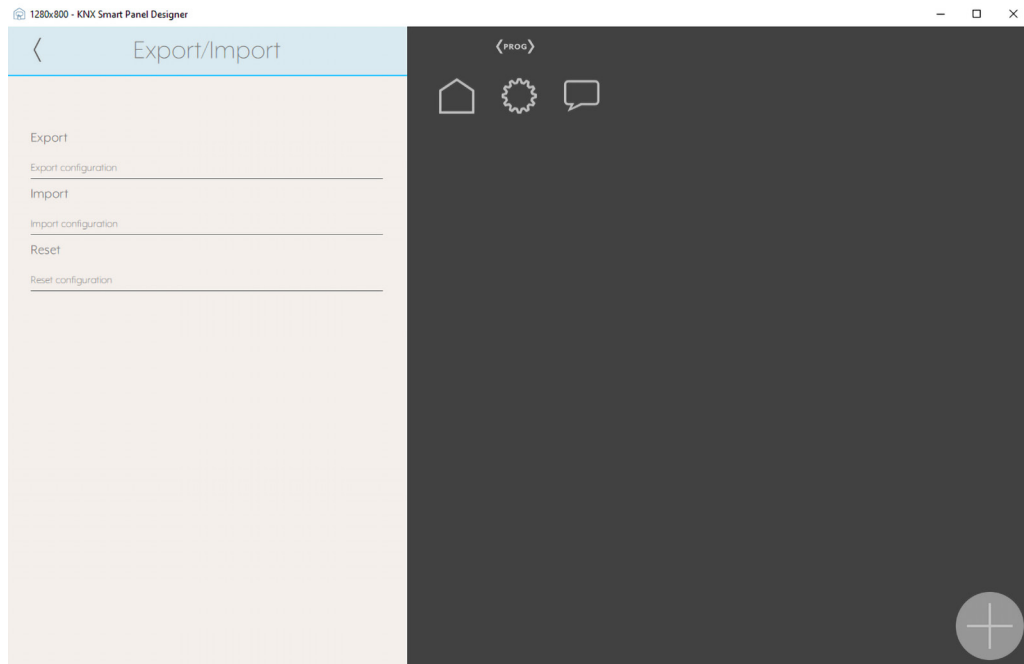 1280x800 - KNX Smart Panel Designer
Export/Import
PROG
Export
Export configuration
Import
Import configuration
Reset
Reset configuration